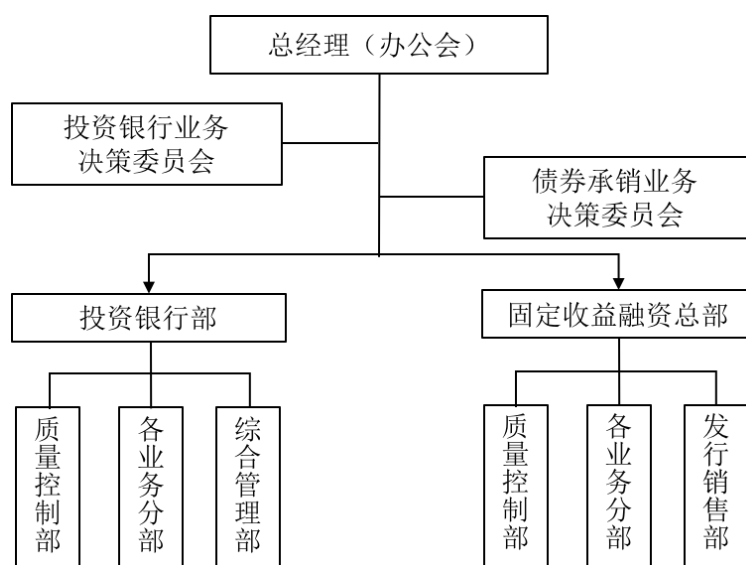 总经理（办公会）
投资银行业务
决策委员会
债券承销业务
决策委员会
投资银行部
固定收益融资总部
质量控制部
各业务分部
综合管理部
质量控制部
各业务分部
发行销售部